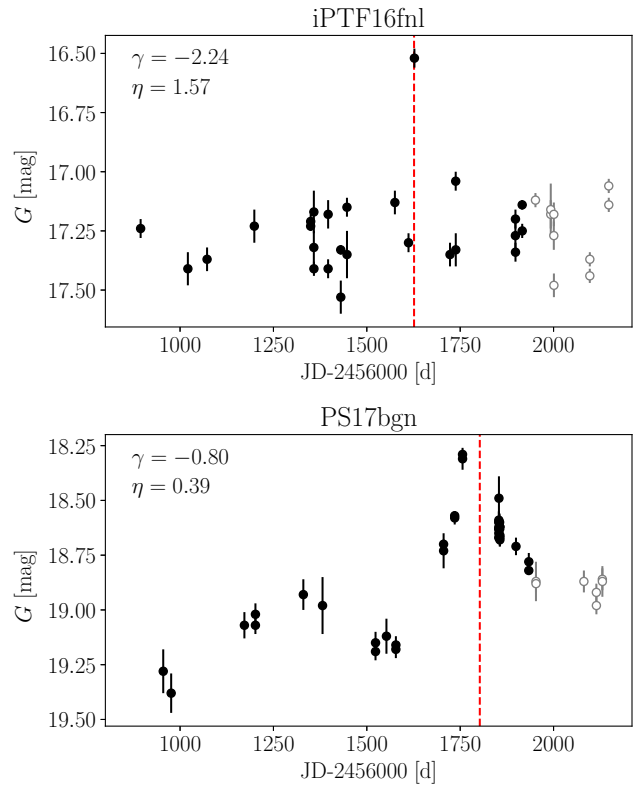 iPTF16fnl
γ = −2.24
η = 1.57
16.50
16.75
17.00
17.25
17.50
G [mag]
1000 1250 1500 1750 2000
JD-2456000 [d]
PS17bgn
γ = −0.80
η = 0.39
18.25
18.50
18.75
19.00
19.25
19.50
G [mag]
1000 1250 1500 1750 2000
JD-2456000 [d]